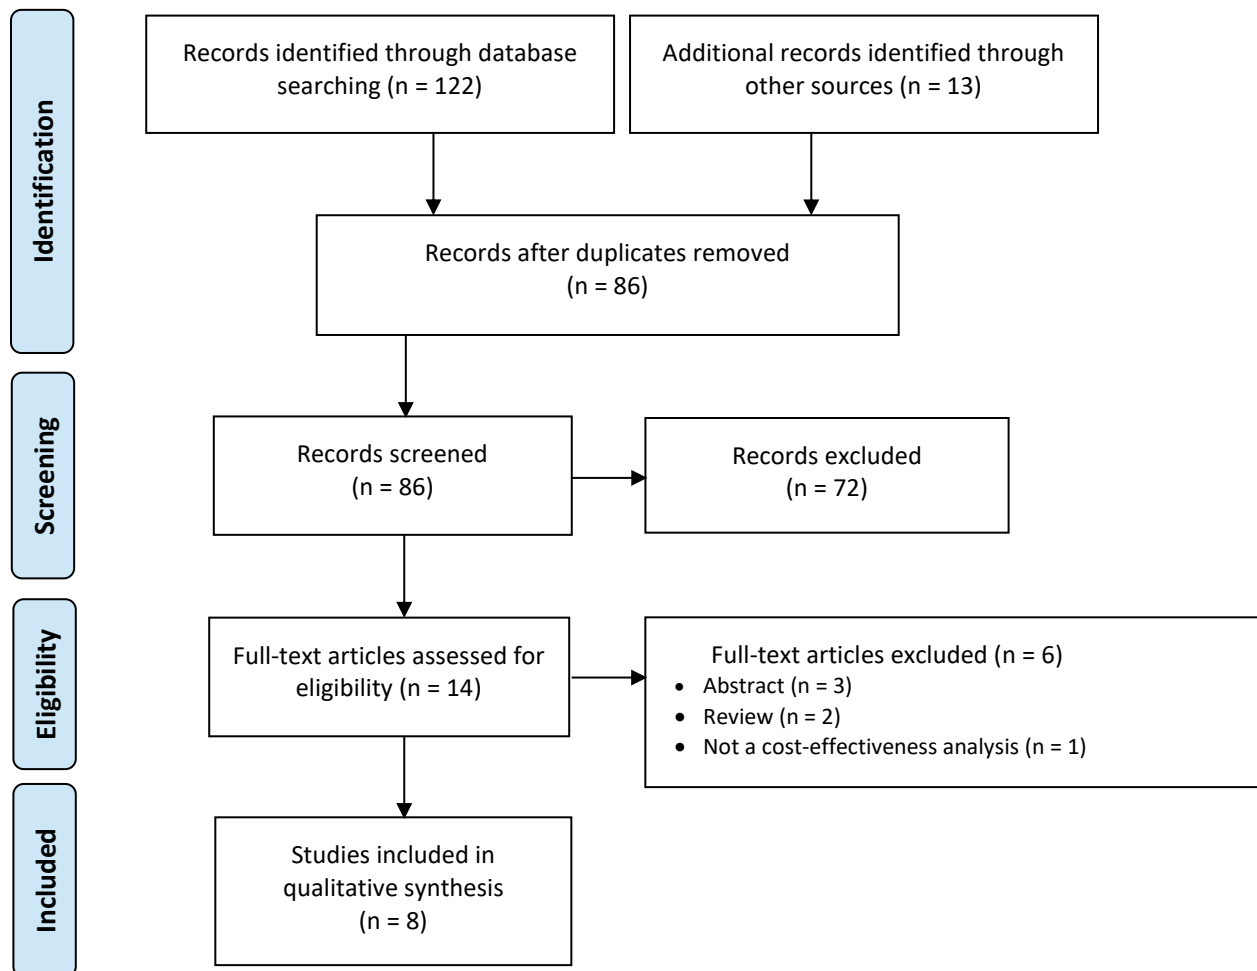 Identification
Records identified through database
searching (n = 122)
Additional records identified through
other sources (n = 13)
Records after duplicates removed
(n = 86)
Screening
Records screened
(n = 86)
Records excluded
(n = 72)
Eligibility
Full-text articles assessed for
eligibility (n = 14)
Full-text articles excluded (n = 6)
• Abstract (n = 3)
• Review (n = 2)
• Not a cost-effectiveness analysis (n = 1)
Included
Studies included in
qualitative synthesis
(n = 8)